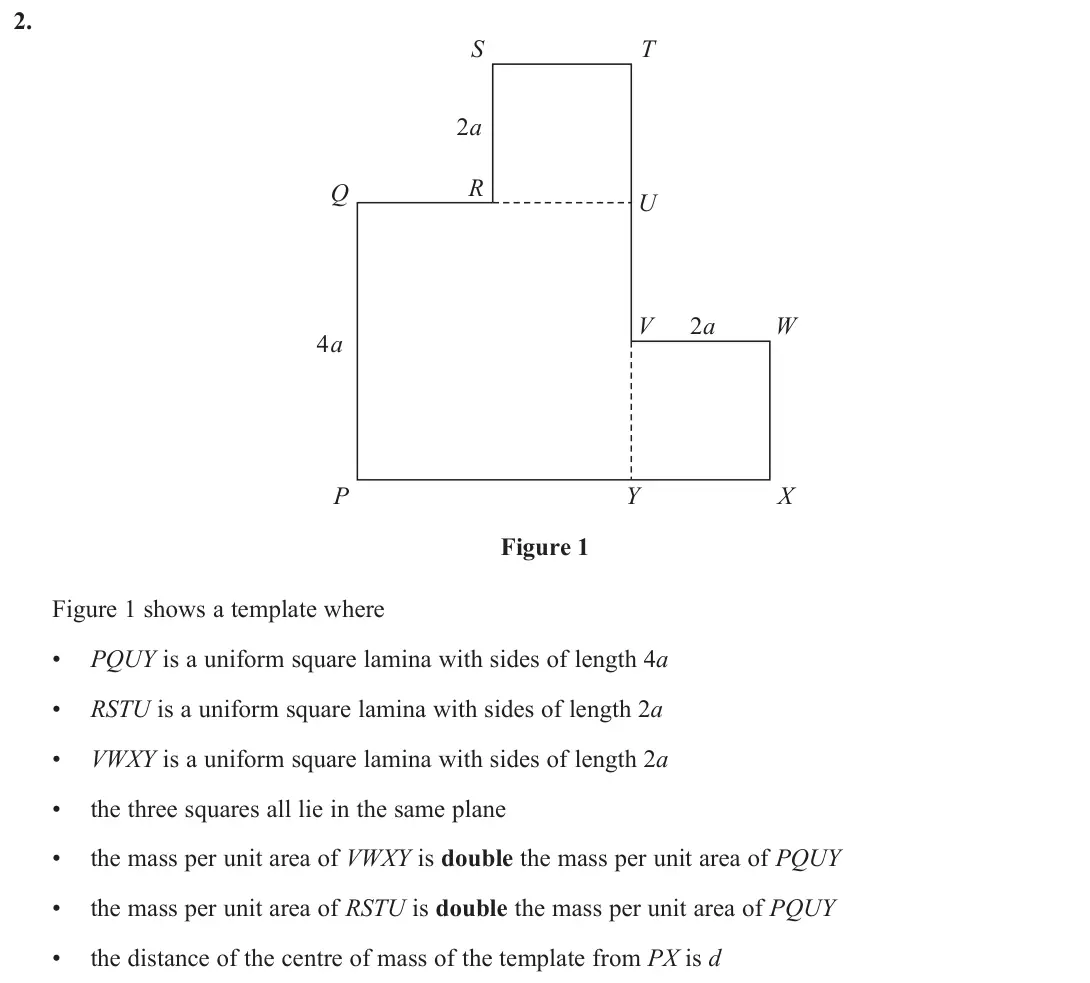 2.
S T
2a
Q R U
V 2a W
4a
P Y X
Figure 1
Figure 1 shows a template where
• PQUY is a uniform square lamina with sides of length 4a
• RSTU is a uniform square lamina with sides of length 2a
• VWXY is a uniform square lamina with sides of length 2a
• the three squares all lie in the same plane
• the mass per unit area of VWXY is double the mass per unit area of PQUY
• the mass per unit area of RSTU is double the mass per unit area of PQUY
• the distance of the centre of mass of the template from PX is d